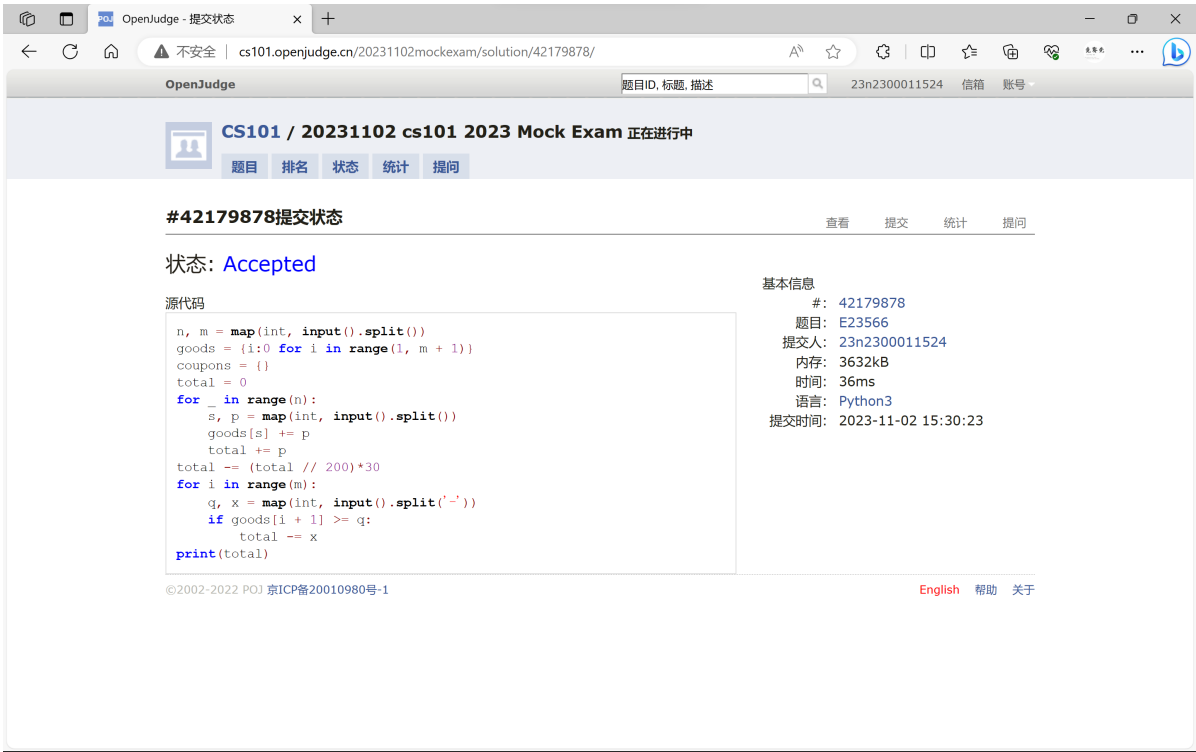 POJ OpenJudge - 提交状态
不安全 cs101.openjudge.cn/20231102mockexam/solution/42179878/
OpenJudge 题目ID, 标题, 描述 23n2300011524 信箱 账号
CS101 / 20231102 cs101 2023 Mock Exam 正在进行中
题目 排名 状态 统计 提问
#42179878提交状态 查看 提交 统计 提问
状态: Accepted
源代码
n, m = map(int, input().split())
goods = {i:0 for i in range(1, m + 1)}
coupons = {}
total = 0
for _ in range(n):
    s, p = map(int, input().split())
    goods[s] += p
    total += p
total -= (total // 200)*30
for i in range(m):
    q, x = map(int, input().split('-'))
    if goods[i + 1] >= q:
        total -= x
print(total)
基本信息
#: 42179878
题目: E23566
提交人: 23n2300011524
内存: 3632kB
时间: 36ms
语言: Python3
提交时间: 2023-11-02 15:30:23
©2002-2022 POJ 京ICP备20010980号-1 English 帮助 关于